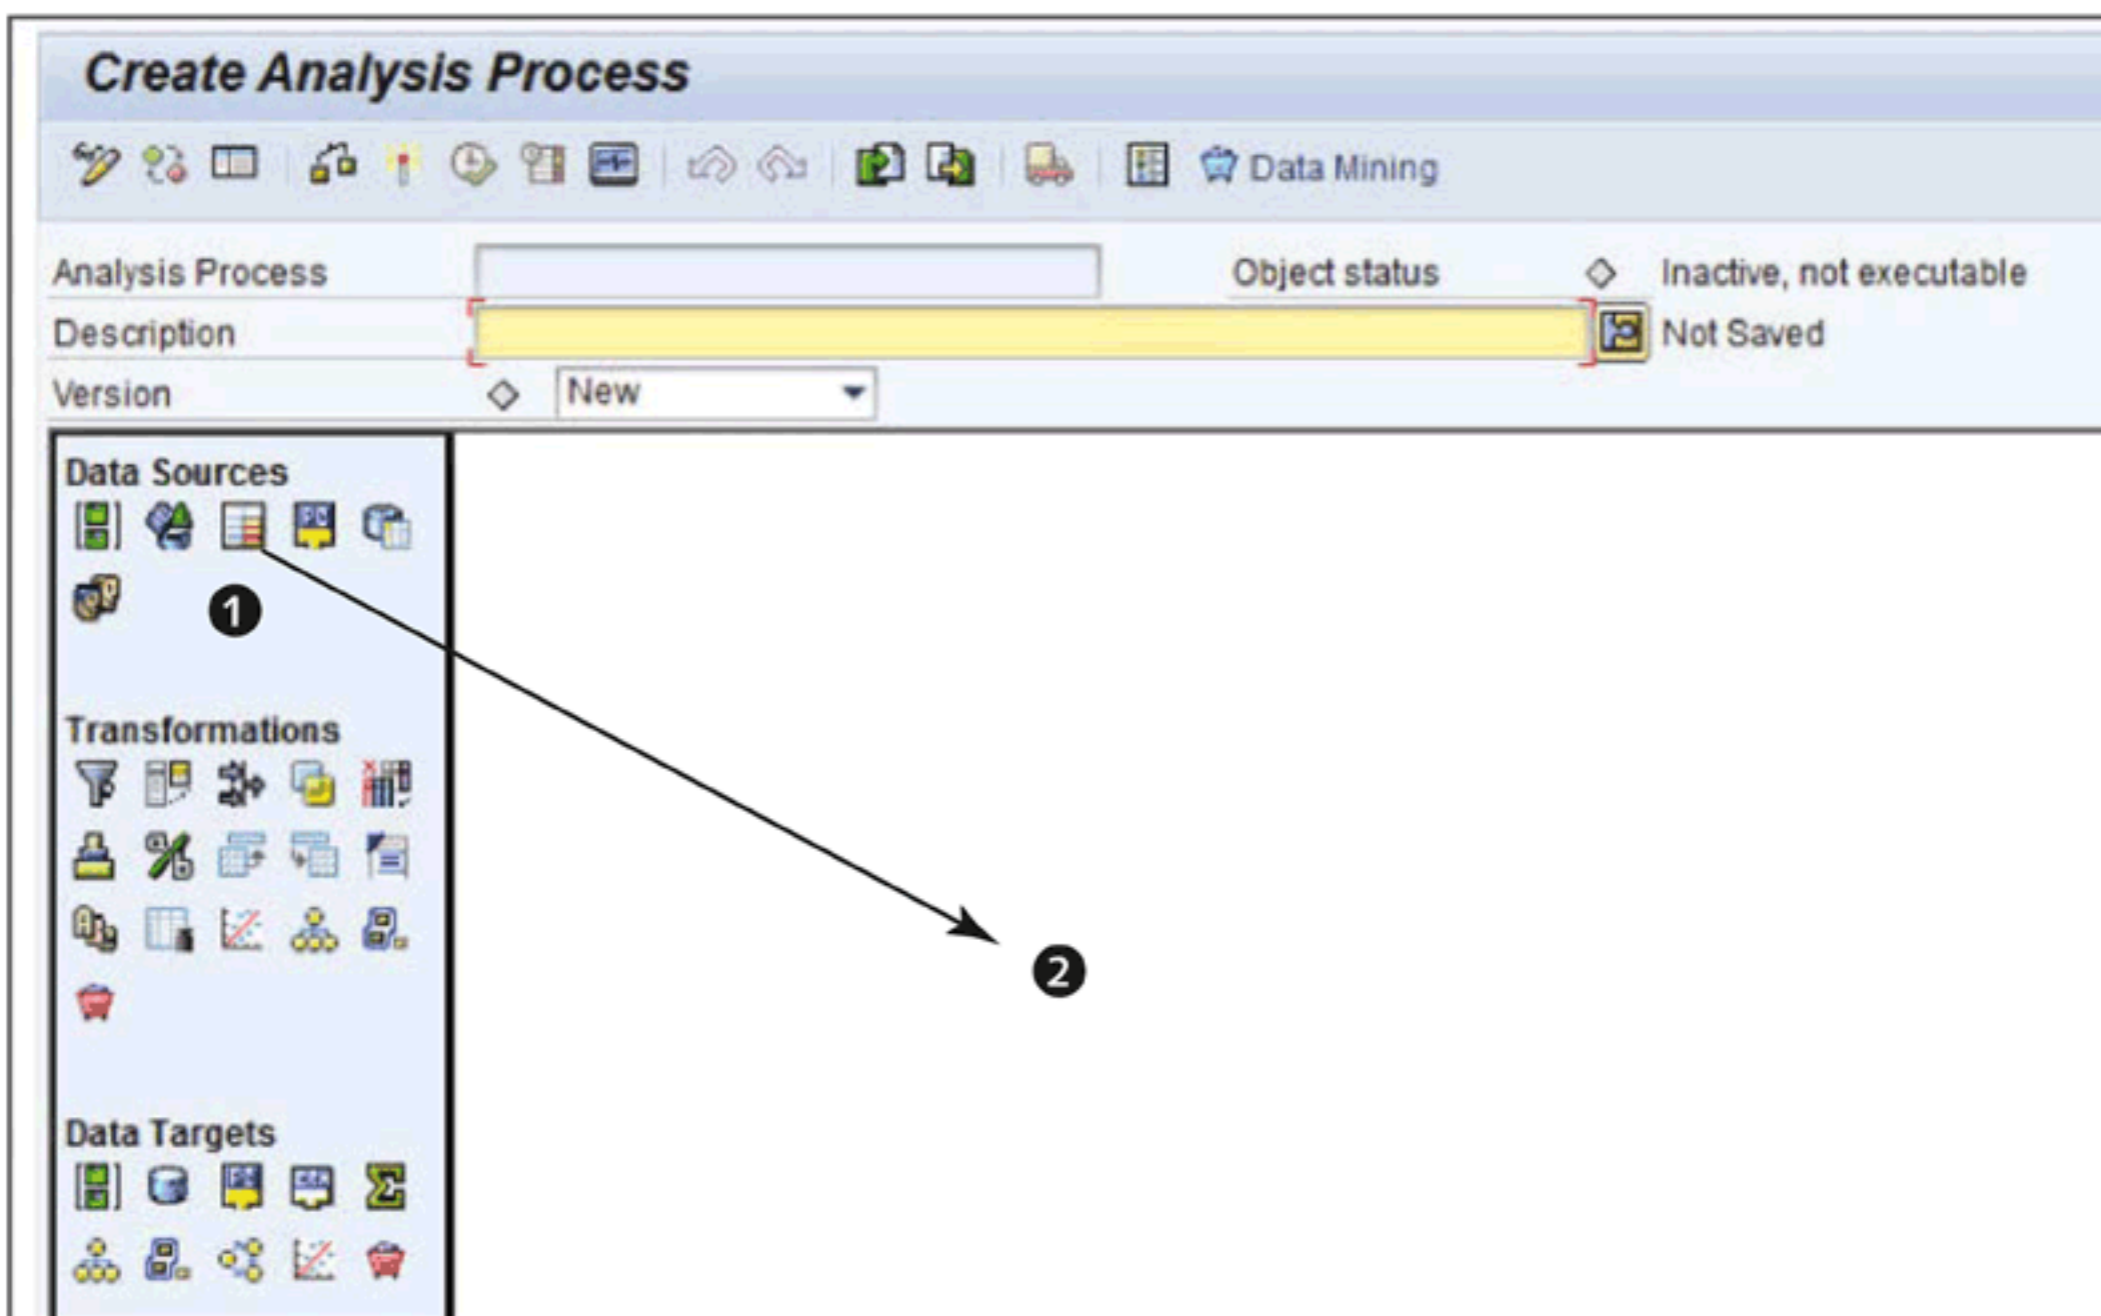 Create Analysis Process
Data Mining
Analysis Process Object status Inactive, not executable
Description Not Saved
Version New
Data Sources
1
Transformations
2
Data Targets